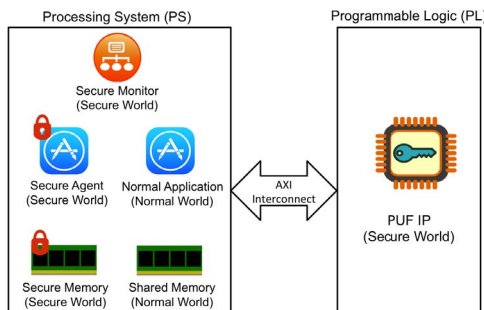 Processing System (PS)
Programmable Logic (PL)
Secure Monitor
(Secure World)
Secure Agent
(Secure World)
Normal Application
(Normal World)
AXI
Interconnect
PUF IP
(Secure World)
Secure Memory
(Secure World)
Shared Memory
(Normal World)